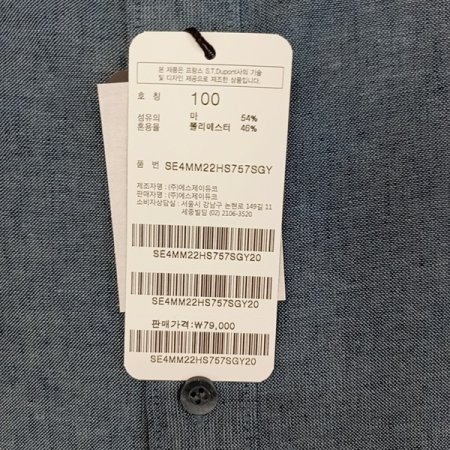 본 제품은 프랑스 S.T.Dupont사의 기술
및 디자인 제공으로 제조한 상품입니다.
호 칭 100
섬유의 마 54%
혼용율 폴리에스터 46%
품 번 SE4MM22HS757SGY
제조자명 : (주)에스제이듀코
판매자명 : (주)에스제이듀코
소비자상담실 : 서울시 강남구 논현로 149길 11
세종빌딩 (02) 2106-3520
SE4MM22HS757SGY20
SE4MM22HS757SGY20
판매가격:₩79,000
SE4MM22HS757SGY20